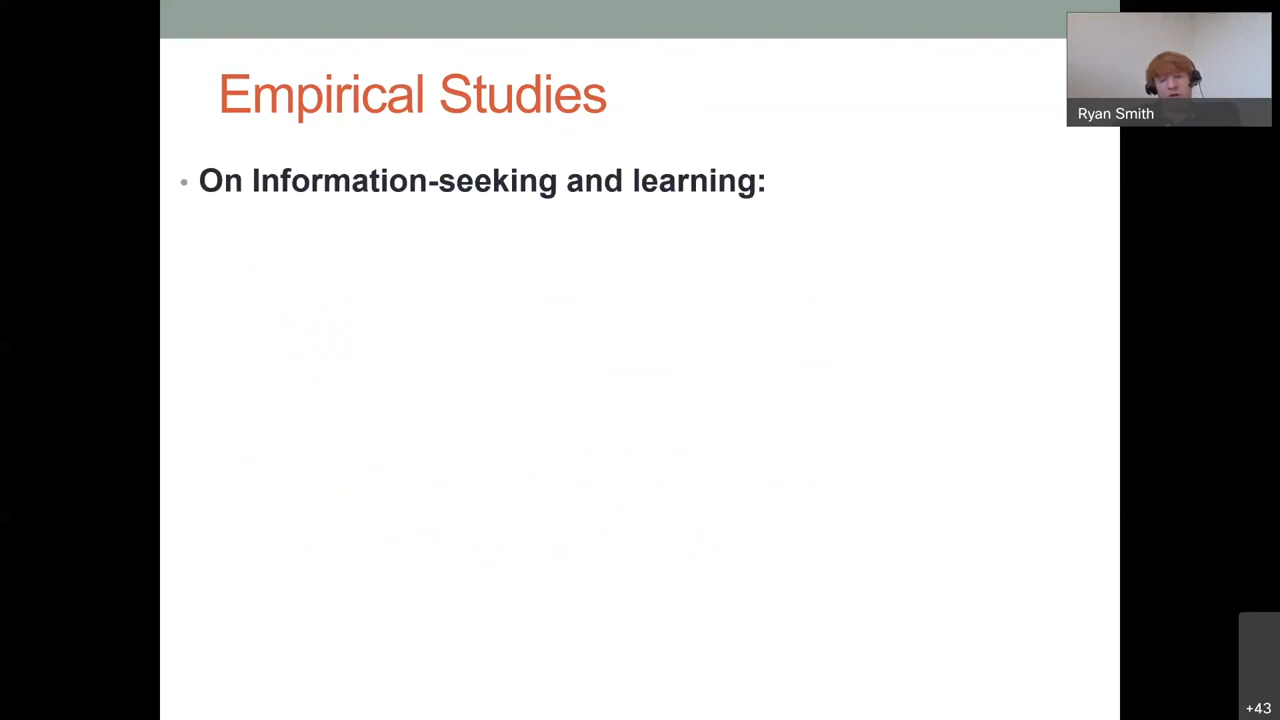 Empirical Studies
Ryan Smith
• On Information-seeking and learning:
+43